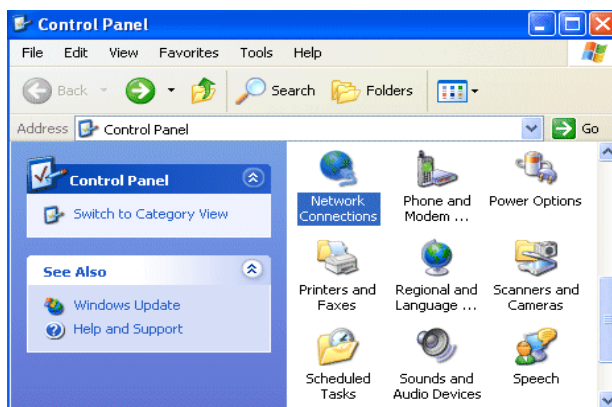 Control Panel
File Edit View Favorites Tools Help
Back Search Folders
Address Control Panel Go
Control Panel
Switch to Category View
See Also
Windows Update
Help and Support
Network
Connections
Phone and
Modem ...
Power Options
Printers and
Faxes
Regional and
Language ...
Scanners and
Cameras
Scheduled
Tasks
Sounds and
Audio Devices
Speech